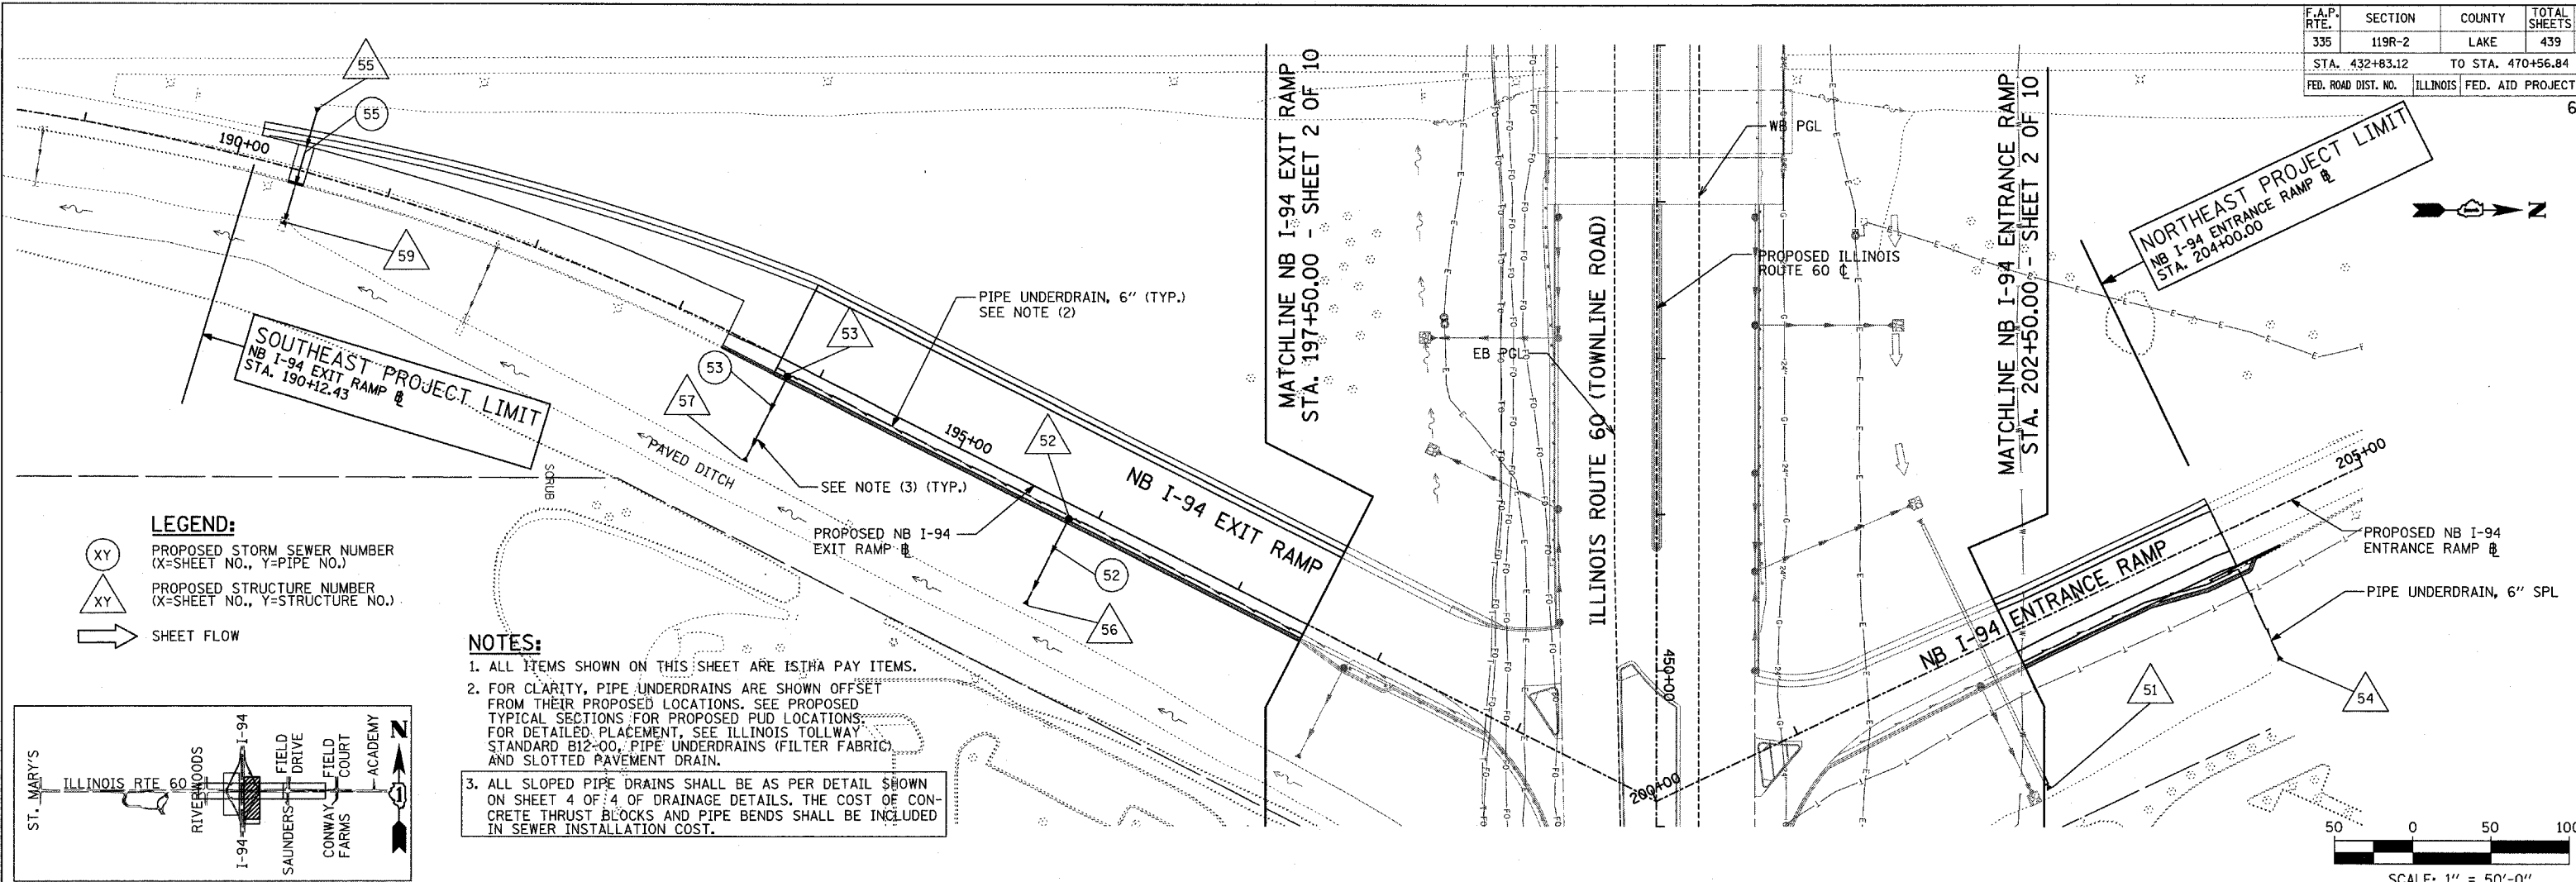 F.A.P. RTE. SECTION COUNTY TOTAL SHEETS
335 119R-2 LAKE 439
STA. 432+83.12 TO STA. 470+56.84
FED. ROAD DIST. NO. ILLINOIS FED. AID PROJECT
6
55
55
190+00
59
SOUTHEAST PROJECT LIMIT
NB I-94 EXIT RAMP ℄
STA. 190+12.43
PIPE UNDERDRAIN, 6" (TYP.)
SEE NOTE (2)
53
53
57
195+00
52
PAVED DITCH
SEE NOTE (3) (TYP.)
SCRUB
PROPOSED NB I-94
EXIT RAMP ℄
NB I-94 EXIT RAMP
52
56
MATCHLINE NB I-94 EXIT RAMP
STA. 197+50.00 - SHEET 2 OF 10
WB PGL
EB PGL
ILLINOIS ROUTE 60 (TOWNLINE ROAD)
PROPOSED ILLINOIS
ROUTE 60 ℄
450+00
200+00
MATCHLINE NB I-94 ENTRANCE RAMP
STA. 202+50.00 - SHEET 2 OF 10
NORTHEAST PROJECT LIMIT
NB I-94 ENTRANCE RAMP ℄
STA. 204+00.00
N
205+00
PROPOSED NB I-94
ENTRANCE RAMP ℄
PIPE UNDERDRAIN, 6" SPL
NB I-94 ENTRANCE RAMP
51
54
LEGEND:
XY PROPOSED STORM SEWER NUMBER
(X=SHEET NO., Y=PIPE NO.)
XY PROPOSED STRUCTURE NUMBER
(X=SHEET NO., Y=STRUCTURE NO.)
SHEET FLOW
NOTES:
1. ALL ITEMS SHOWN ON THIS SHEET ARE ISTHA PAY ITEMS.
2. FOR CLARITY, PIPE UNDERDRAINS ARE SHOWN OFFSET
FROM THEIR PROPOSED LOCATIONS. SEE PROPOSED
TYPICAL SECTIONS FOR PROPOSED PUD LOCATIONS.
FOR DETAILED PLACEMENT, SEE ILLINOIS TOLLWAY
STANDARD B12-00, PIPE UNDERDRAINS (FILTER FABRIC)
AND SLOTTED PAVEMENT DRAIN.
3. ALL SLOPED PIPE DRAINS SHALL BE AS PER DETAIL SHOWN
ON SHEET 4 OF 4 OF DRAINAGE DETAILS. THE COST OF CON-
CRETE THRUST BLOCKS AND PIPE BENDS SHALL BE INCLUDED
IN SEWER INSTALLATION COST.
ST. MARY'S
ILLINOIS RTE 60
RIVERWOODS
I-94
I-94
SAUNDERS
FIELD
DRIVE
CONWAY
FARMS
FIELD
COURT
ACADEMY
N
50 0 50 100
SCALE: 1" = 50'-0"